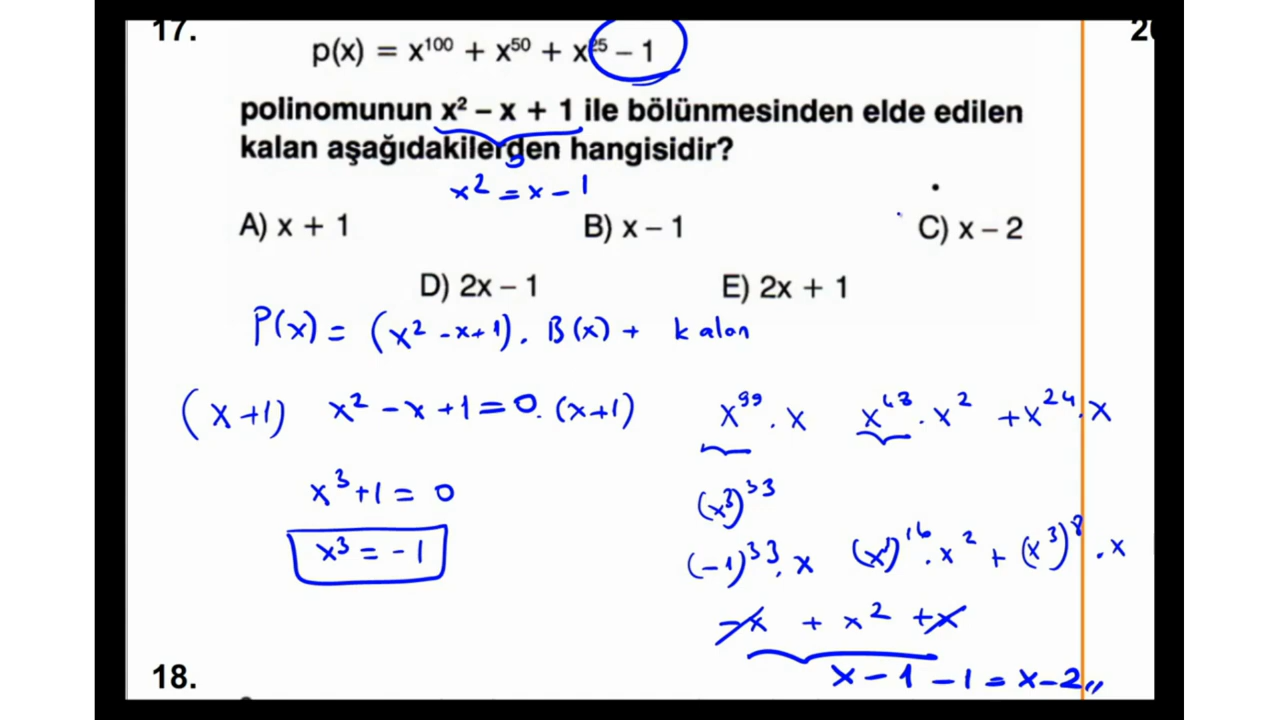 17.
p(x) = x¹⁰⁰ + x⁵⁰ + x²⁵ – 1
polinomunun x² – x + 1 ile bölünmesinden elde edilen
kalan aşağıdakilerden hangisidir?
x² = x – 1
A) x + 1 B) x – 1 C) x – 2
D) 2x – 1 E) 2x + 1
P(x) = (x² - x + 1) . B(x) + kalan
(x + 1) x² - x + 1 = 0 . (x+1)
x⁹⁹ . x x⁴⁸ . x² + x²⁴ . x
x³ + 1 = 0
(x³)³³
x³ = -1
(-1)³³ . x (x³)¹⁶ . x² + (x³)⁸ . x
-x + x² + x
x – 1 – 1 = x – 2 ,,
18.